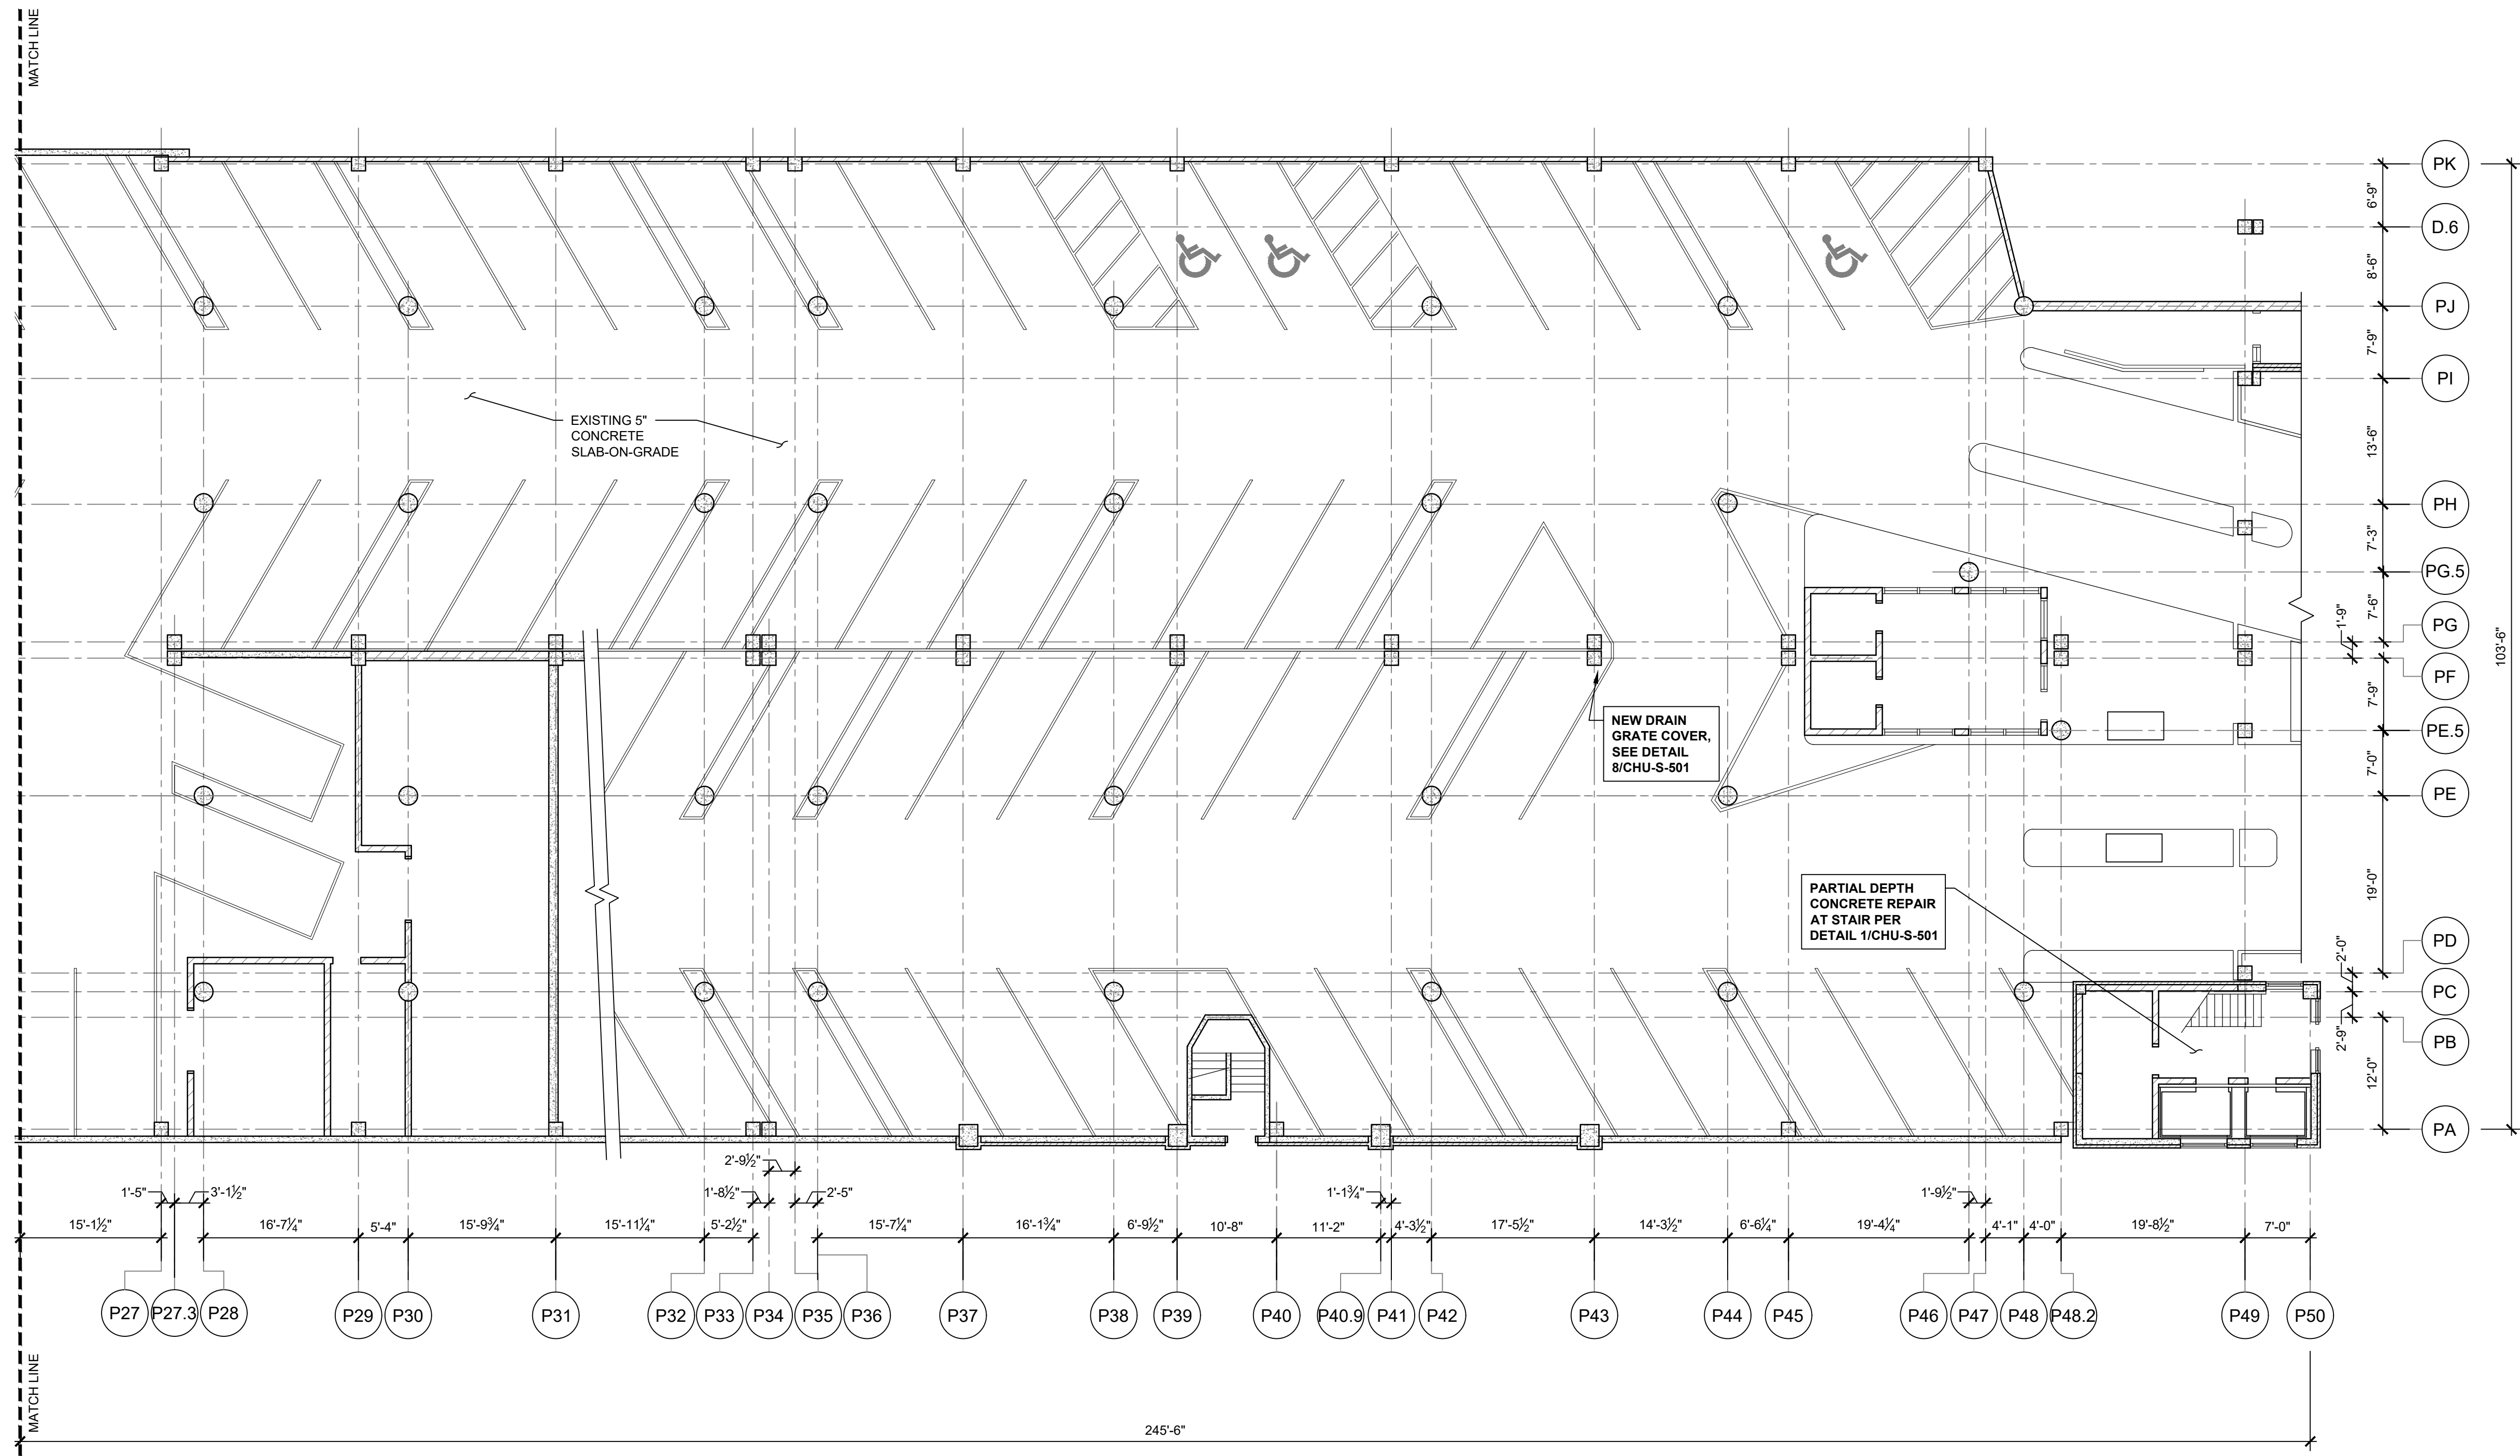 MATCH LINE
PK
6'-9"
D.6
8'-6"
PJ
7'-9"
PI
13'-6"
PH
7'-3"
PG.5
7'-6"
1'-9"
PG
PF
7'-9"
PE.5
7'-0"
PE
19'-0"
PD
2'-0"
PC
2'-9"
PB
12'-0"
PA
103'-6"
EXISTING 5"
CONCRETE
SLAB-ON-GRADE
NEW DRAIN
GRATE COVER,
SEE DETAIL
8/CHU-S-501
PARTIAL DEPTH
CONCRETE REPAIR
AT STAIR PER
DETAIL 1/CHU-S-501
2'-9½"
1'-5"
3'-1½"
1'-8½"
2'-5"
1'-1¾"
1'-9½"
15'-1½"
16'-7¼"
5'-4"
15'-9¾"
15'-11¼"
5'-2½"
15'-7¼"
16'-1¾"
6'-9½"
10'-8"
11'-2"
4'-3½"
17'-5½"
14'-3½"
6'-6¼"
19'-4¼"
4'-1"
4'-0"
19'-8½"
7'-0"
P27
P27.3
P28
P29
P30
P31
P32
P33
P34
P35
P36
P37
P38
P39
P40
P40.9
P41
P42
P43
P44
P45
P46
P47
P48
P48.2
P49
P50
MATCH LINE
245'-6"